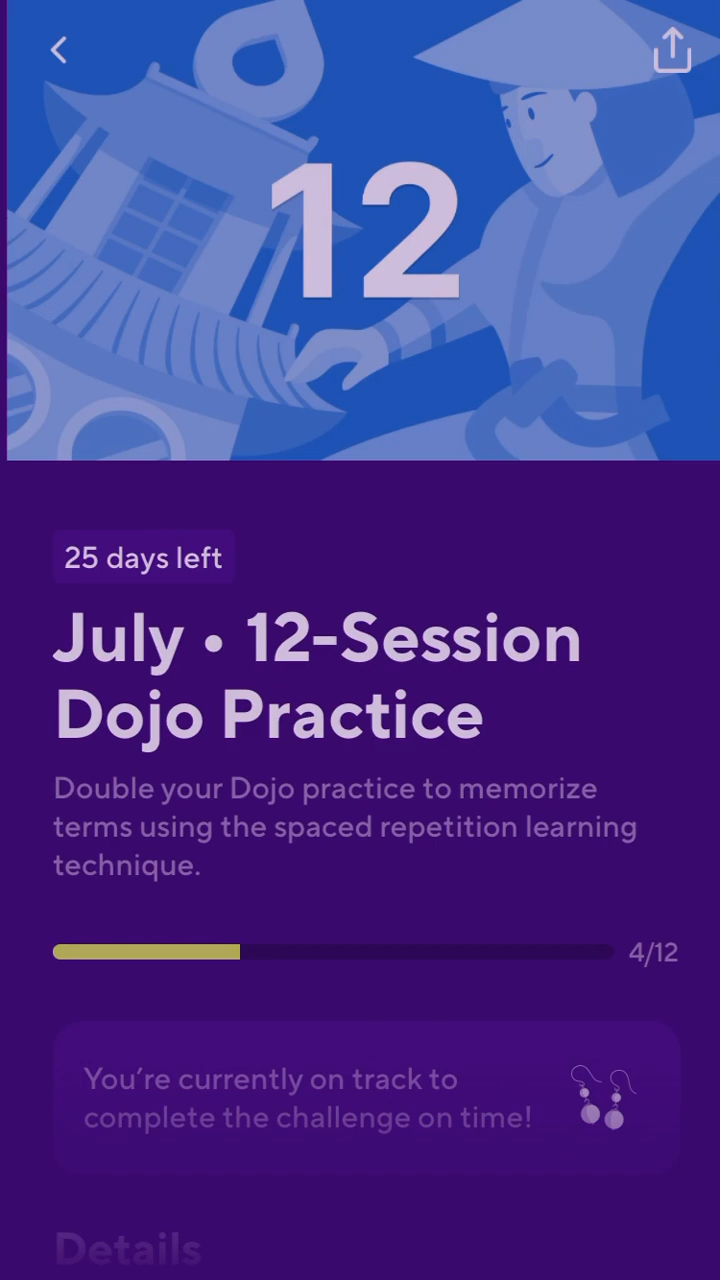 12
25 days left
July • 12-Session
Dojo Practice
Double your Dojo practice to memorize
terms using the spaced repetition learning
technique.
4/12
You’re currently on track to
complete the challenge on time!
Details